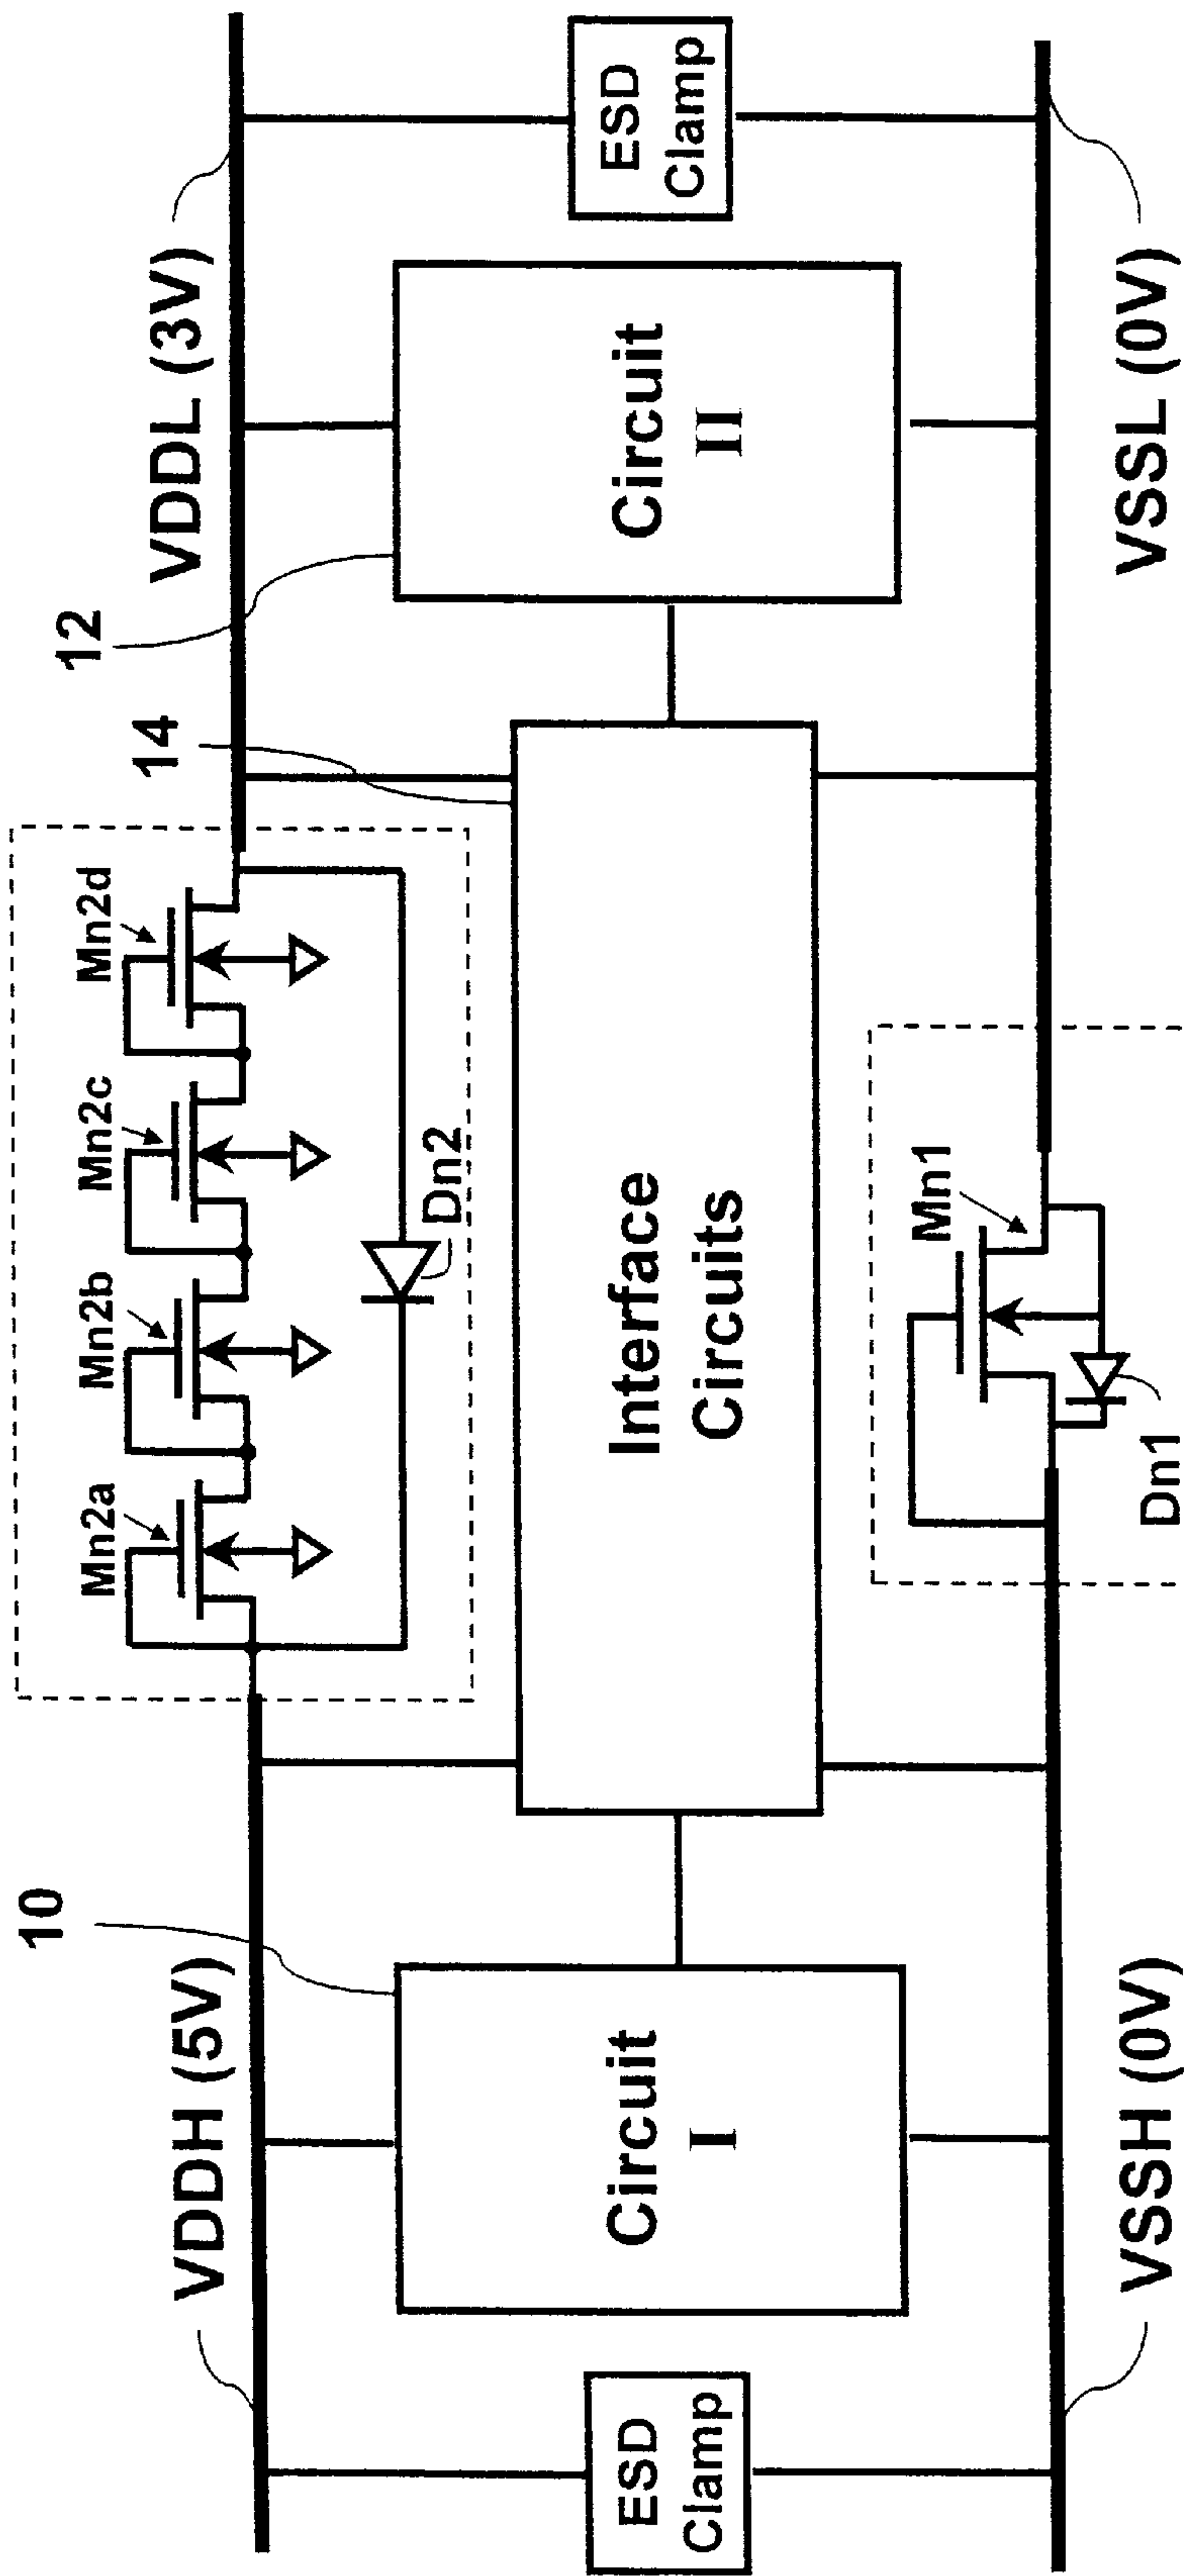 10
12
14
VDDH (5V)
VDDL (3V)
Mn2a
Mn2b
Mn2c
Mn2d
Dn2
ESD
Clamp
Circuit
I
Interface
Circuits
Circuit
II
ESD
Clamp
Mn1
Dn1
VSSH (0V)
VSSL (0V)